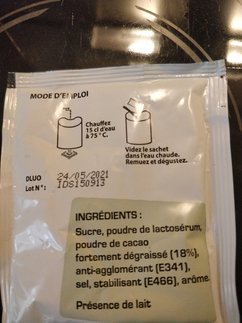 MODE D'EMPLOI
Chauffez
15 cl d'eau
à 75 °C.
Videz le sachet
dans l'eau chaude.
Remuez et dégustez.
DLUO 24/05/2021
Lot N° : IDS150913
INGRÉDIENTS :
Sucre, poudre de lactosérum,
poudre de cacao
fortement dégraissé (18%),
anti-agglomérant (E341),
sel, stabilisant (E466), arôme.
Présence de lait